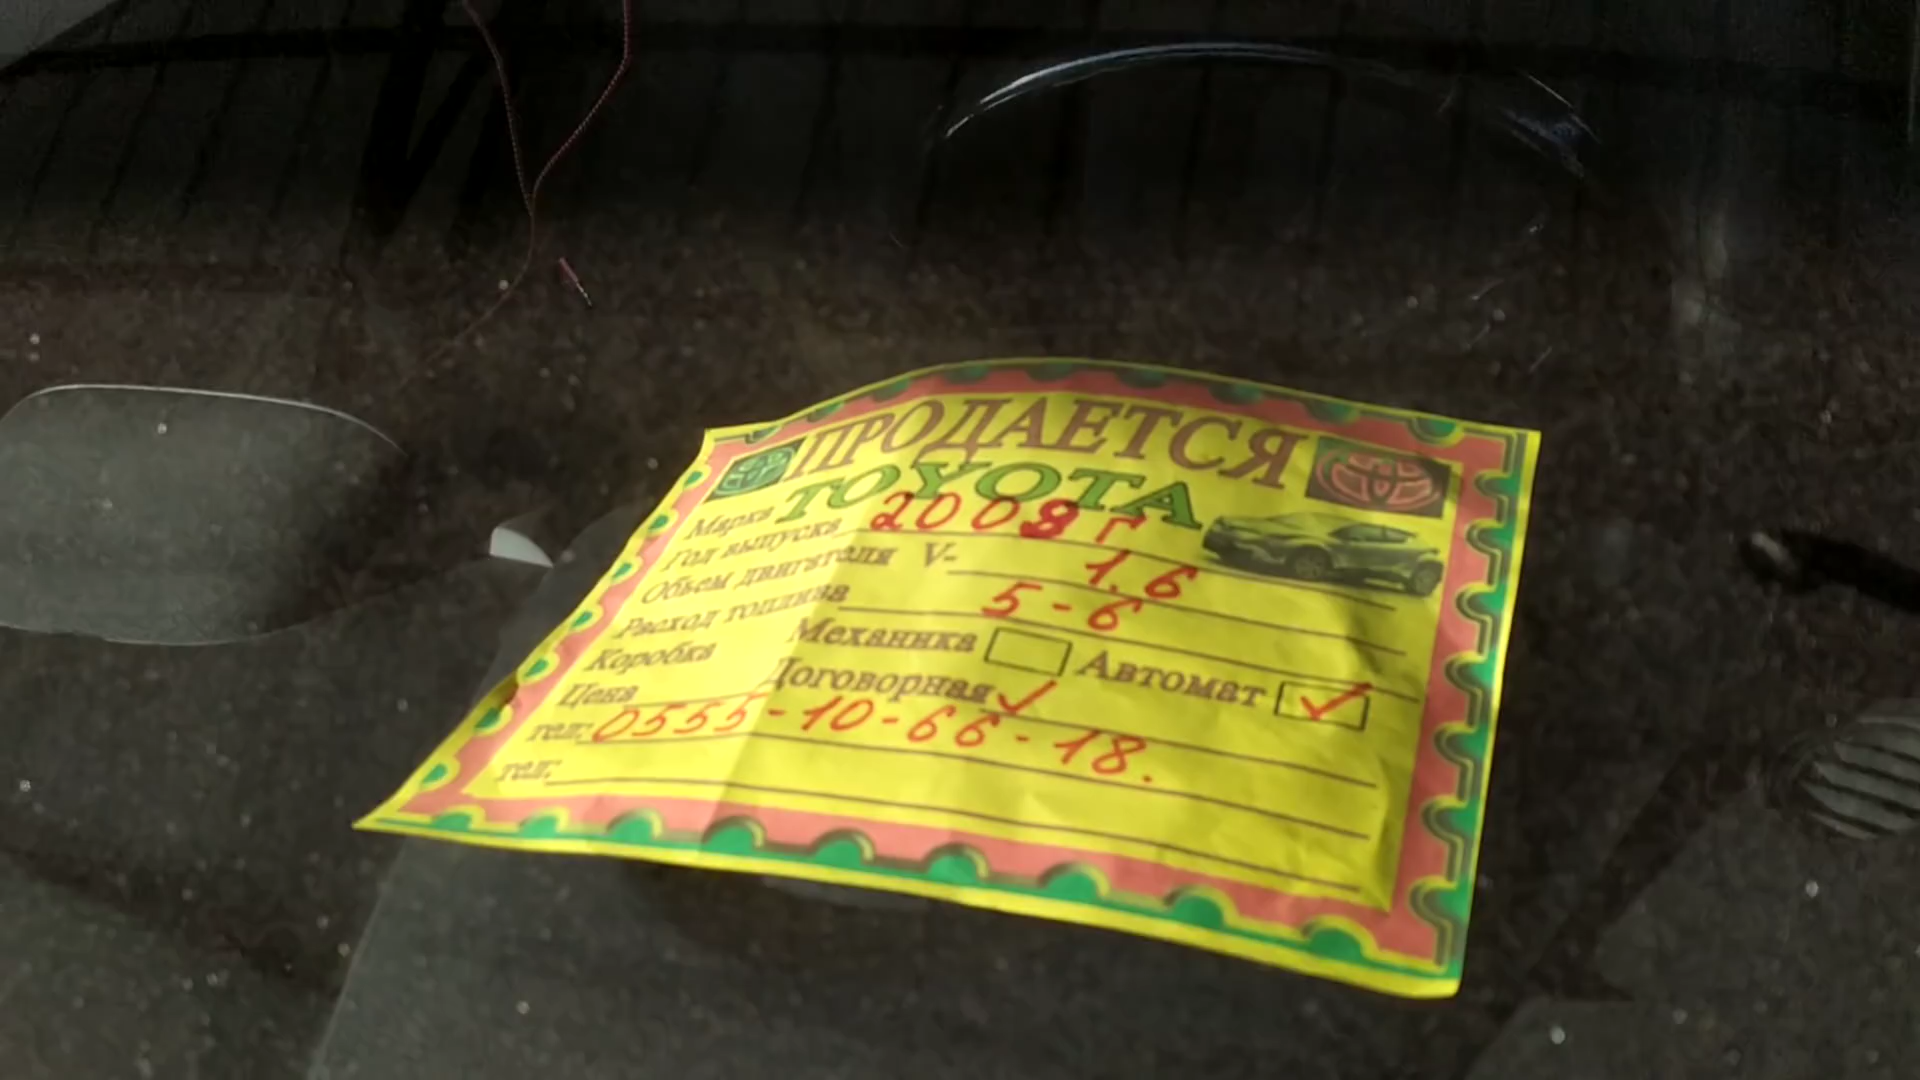 ПРОДАЕТСЯ
TOYOTA
Марка
Год выпуска 2008 г
Объем двигателя V- 1.6
Расход топлива 5-6
Коробка Механика Автомат ✓
Цена Договорная ✓
тел: 0555-10-66-18.
тел: